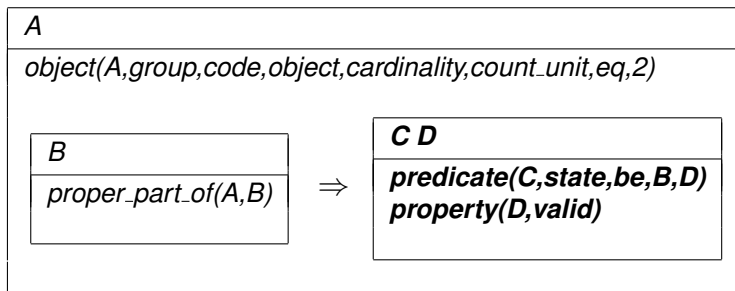 A
object(A,group,code,object,cardinality,count_unit,eq,2)
B
proper_part_of(A,B)
⇒
C D
predicate(C,state,be,B,D)
property(D,valid)